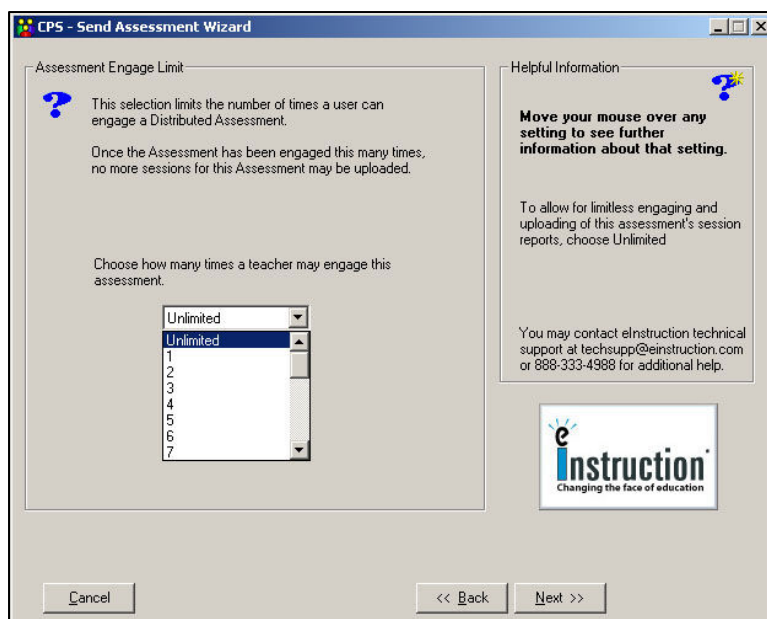 CPS - Send Assessment Wizard
Assessment Engage Limit
This selection limits the number of times a user can
engage a Distributed Assessment.
Once the Assessment has been engaged this many times,
no more sessions for this Assessment may be uploaded.
Choose how many times a teacher may engage this
assessment.
Unlimited
Unlimited
1
2
3
4
5
6
7
Helpful Information
Move your mouse over any
setting to see further
information about that setting.
To allow for limitless engaging and
uploading of this assessment's session
reports, choose Unlimited
You may contact eInstruction technical
support at techsupp@einstruction.com
or 888-333-4988 for additional help.
eInstruction
Changing the face of education
Cancel
<< Back
Next >>